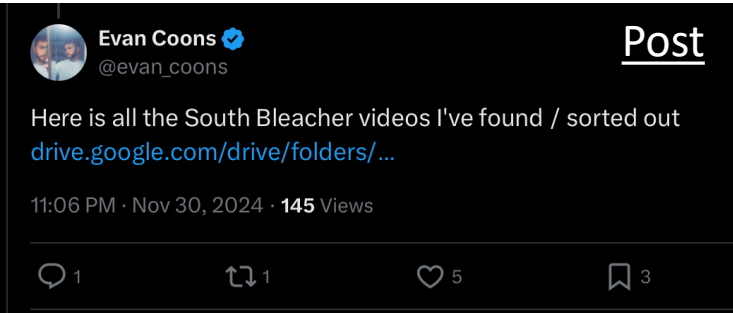 Evan Coons
Post
@evan_coons
Here is all the South Bleacher videos I've found / sorted out
drive.google.com/drive/folders/...
11:06 PM · Nov 30, 2024 · 145 Views
1 1 5 3